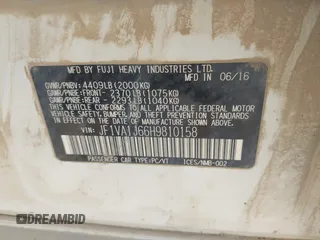 MFD BY FUJI HEAVY INDUSTRIES LTD.
06/16
GVWR/PNBV: 4409LB(2000KG)
GAWR/PNBE:FRONT- 2370LB(1075KG)
GAWR/PNBE:REAR - 2293LB(1040KG)
THIS VEHICLE CONFORMS TO ALL APPLICABLE
FEDERAL MOTOR VEHICLE SAFETY, BUMPER, AND
THEFT PREVENTION STANDARDS IN EFFECT ON THE
DATE OF MANUFACTURE SHOWN ABOVE.
JF1VA1J66H9810158
PASSENGER CAR TYPE:PC/VT
ICES/NMB-002
© DREAMBID